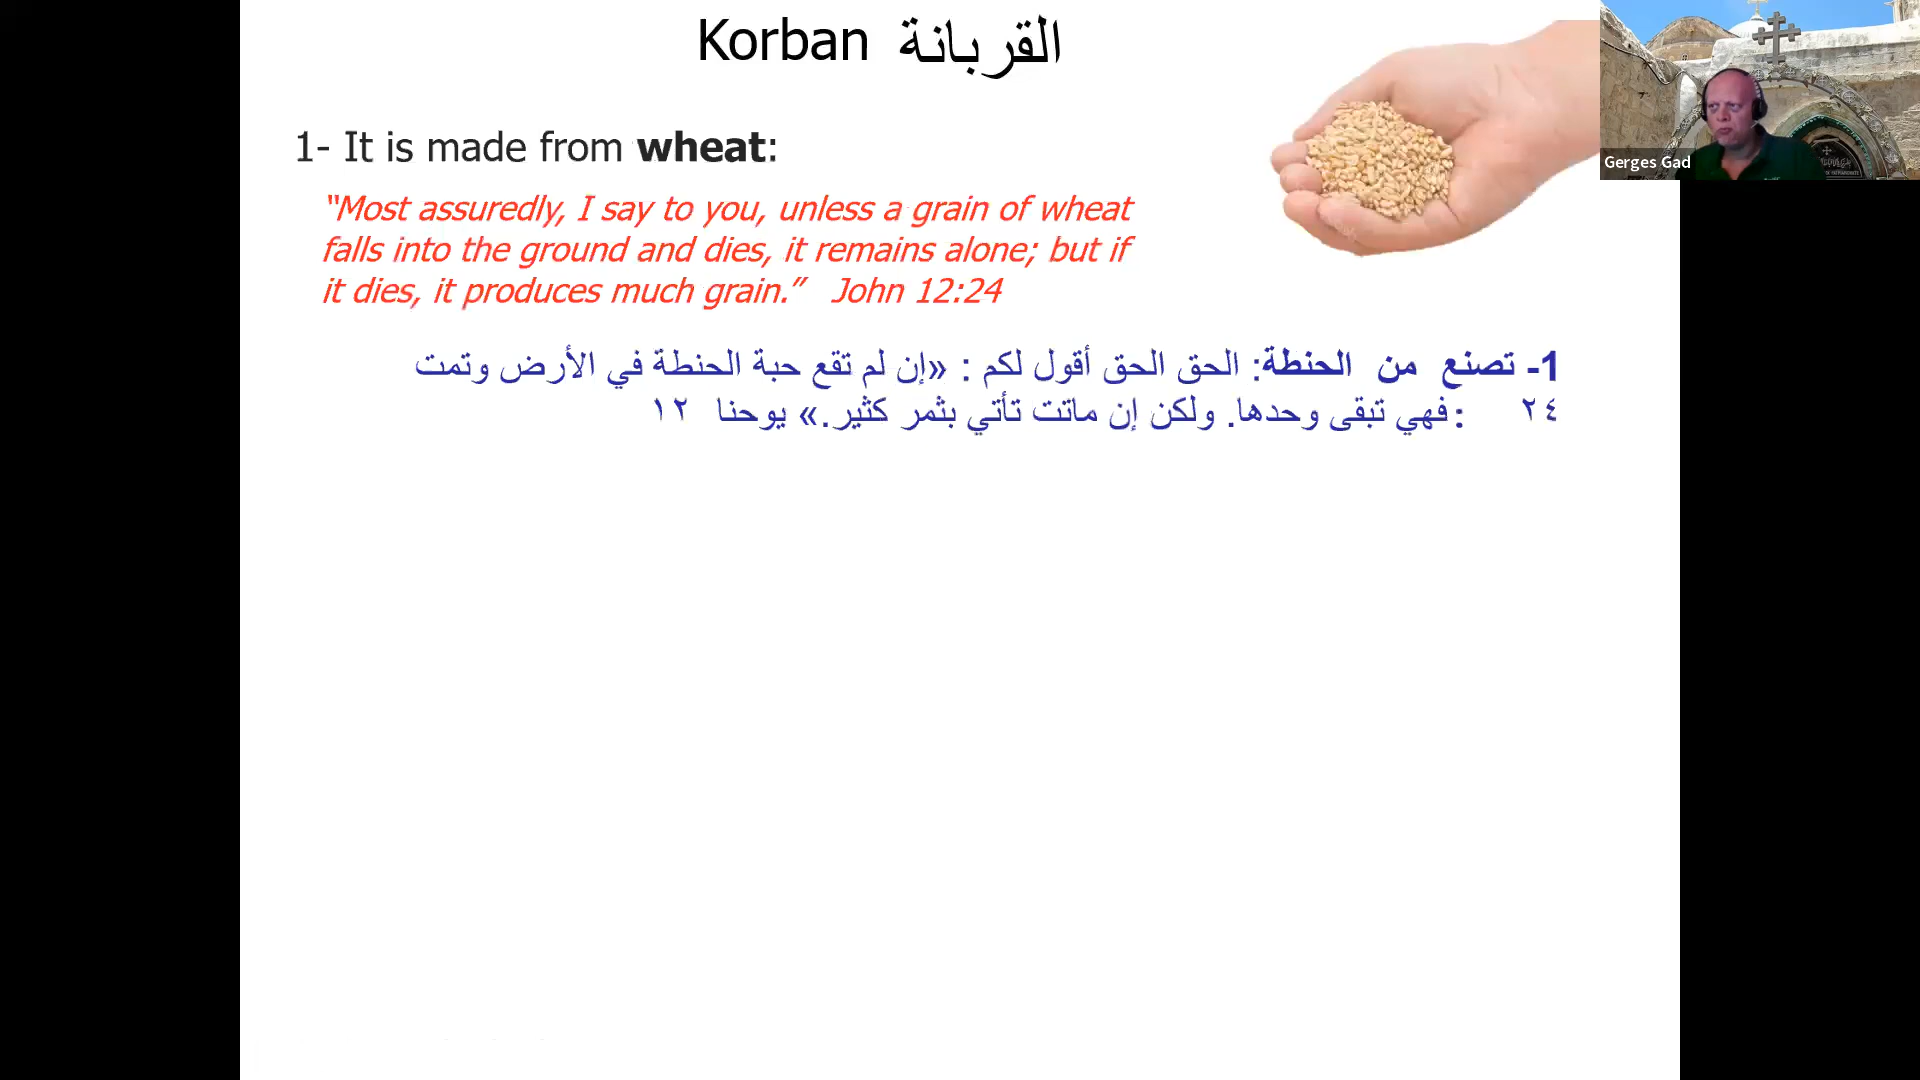 Korban القربانة
Gerges Gad
1- It is made from wheat:
“Most assuredly, I say to you, unless a grain of wheat
falls into the ground and dies, it remains alone; but if
it dies, it produces much grain.” John 12:24
1- تصنع من الحنطة: الحق الحق أقول لكم : «إن لم تقع حبة الحنطة في الأرض وتمت
٢٤ :فهي تبقى وحدها. ولكن إن ماتت تأتي بثمر كثير.» يوحنا ١٢